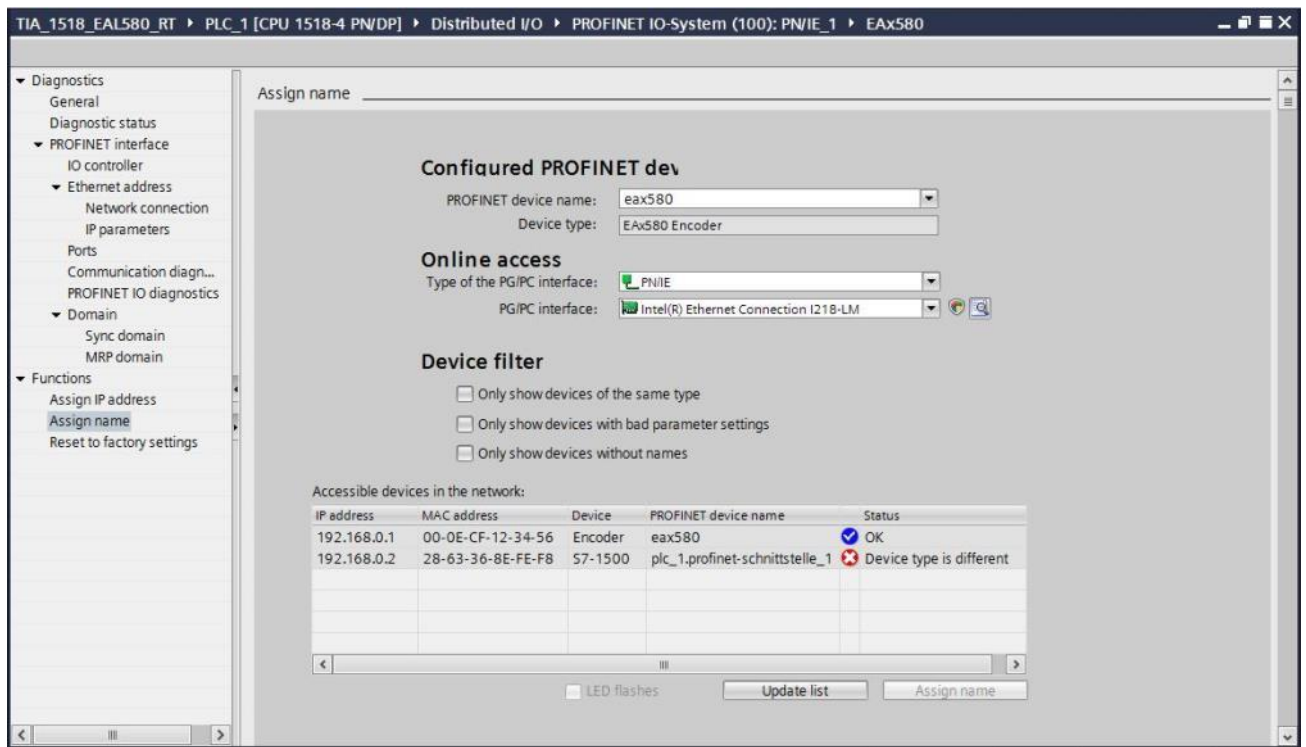 TIA_1518_EAL580_RT ▸ PLC_1 [CPU 1518-4 PN/DP] ▸ Distributed I/O ▸ PROFINET IO-System (100): PN/IE_1 ▸ EAx580
Diagnostics
General
Diagnostic status
PROFINET interface
IO controller
Ethernet address
Network connection
IP parameters
Ports
Communication diagn...
PROFINET IO diagnostics
Domain
Sync domain
MRP domain
Functions
Assign IP address
Assign name
Reset to factory settings
Assign name
Configured PROFINET dev
PROFINET device name: eax580
Device type: EAx580 Encoder
Online access
Type of the PG/PC interface: PN/IE
PG/PC interface: Intel(R) Ethernet Connection I218-LM
Device filter
Only show devices of the same type
Only show devices with bad parameter settings
Only show devices without names
Accessible devices in the network:
IP address MAC address Device PROFINET device name Status
192.168.0.1 00-0E-CF-12-34-56 Encoder eax580 OK
192.168.0.2 28-63-36-8E-FE-F8 S7-1500 plc_1.profinet-schnittstelle_1 Device type is different
LED flashes Update list Assign name